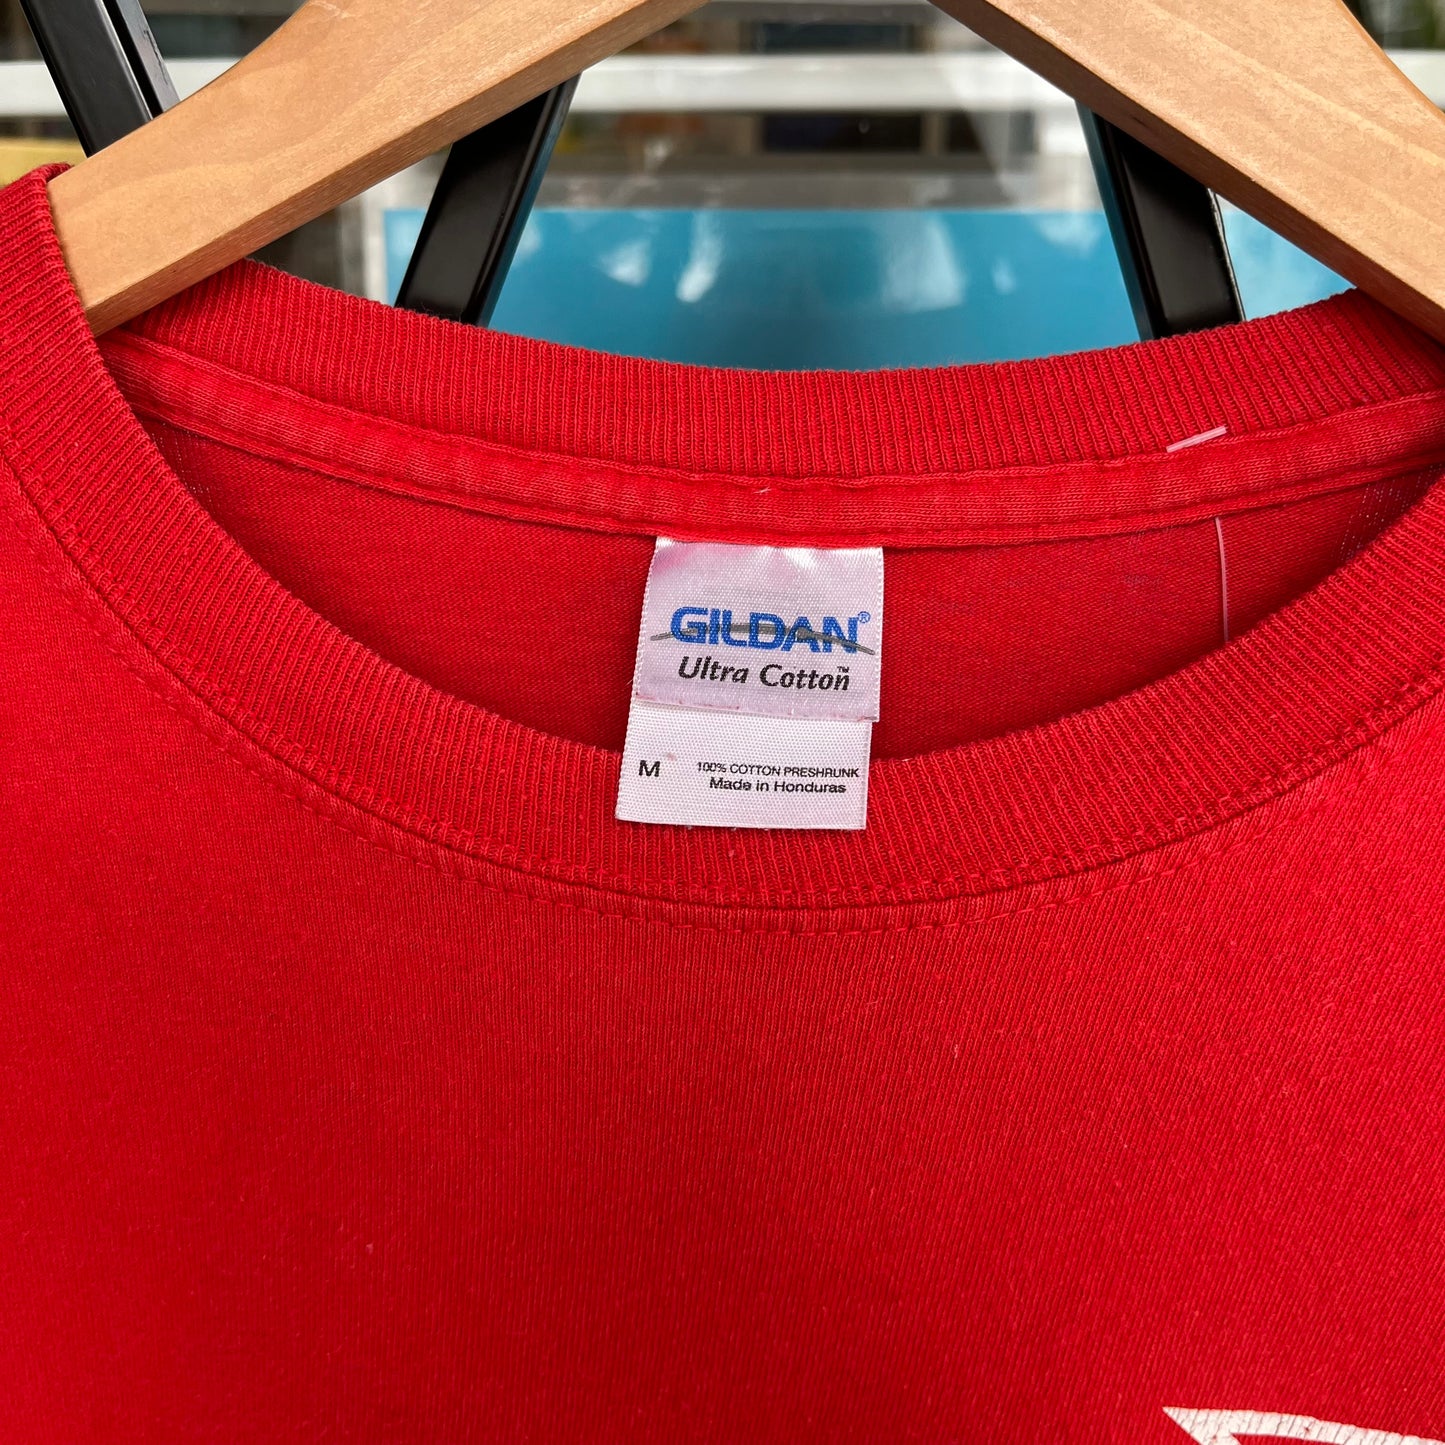 GILDAN®
Ultra Cotton™
M 100% COTTON PRESHRUNK
Made in Honduras